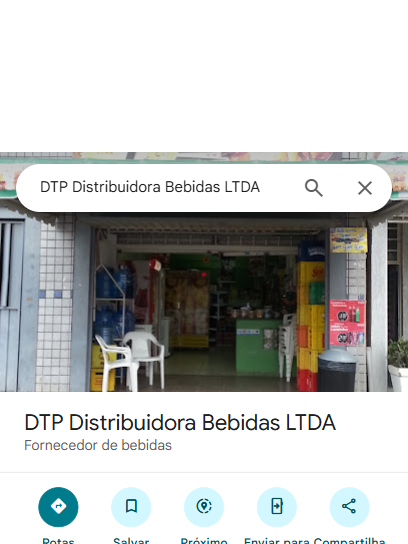 DTP Distribuidora Bebidas LTDA
DTP Distribuidora Bebidas LTDA
Fornecedor de bebidas
Rotas
Salvar
Próximo
Enviar para
Compartilha